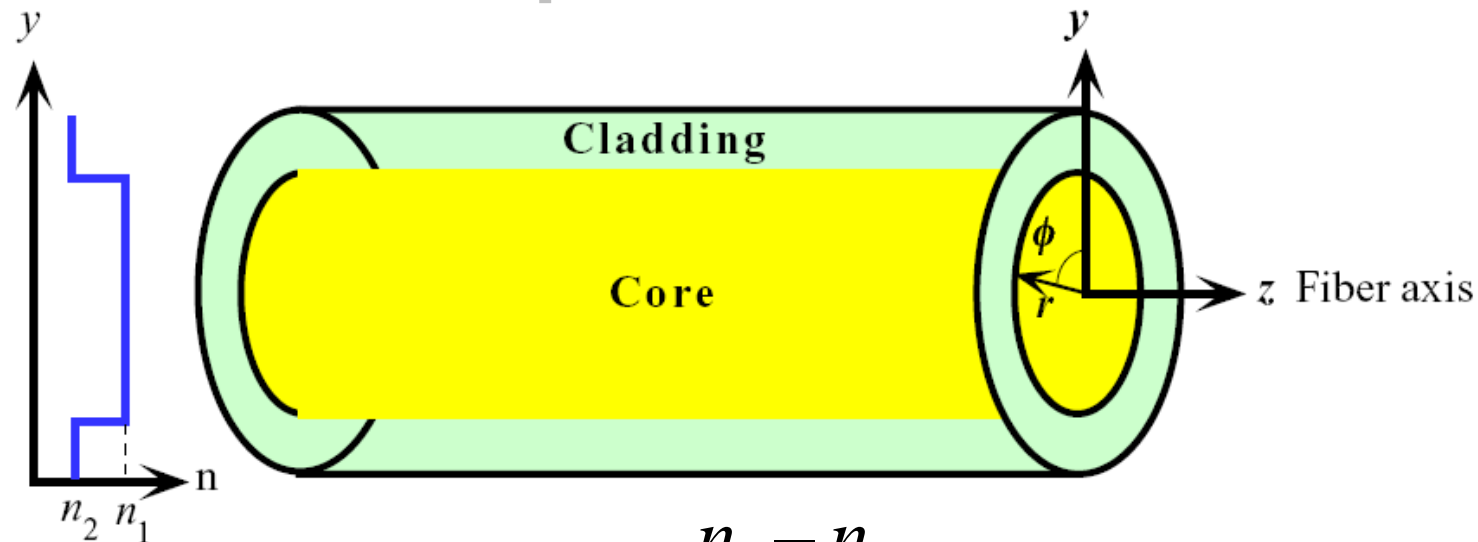 y
y
Cladding
ϕ
Core
r
z Fiber axis
n
n₂ n₁
n - n